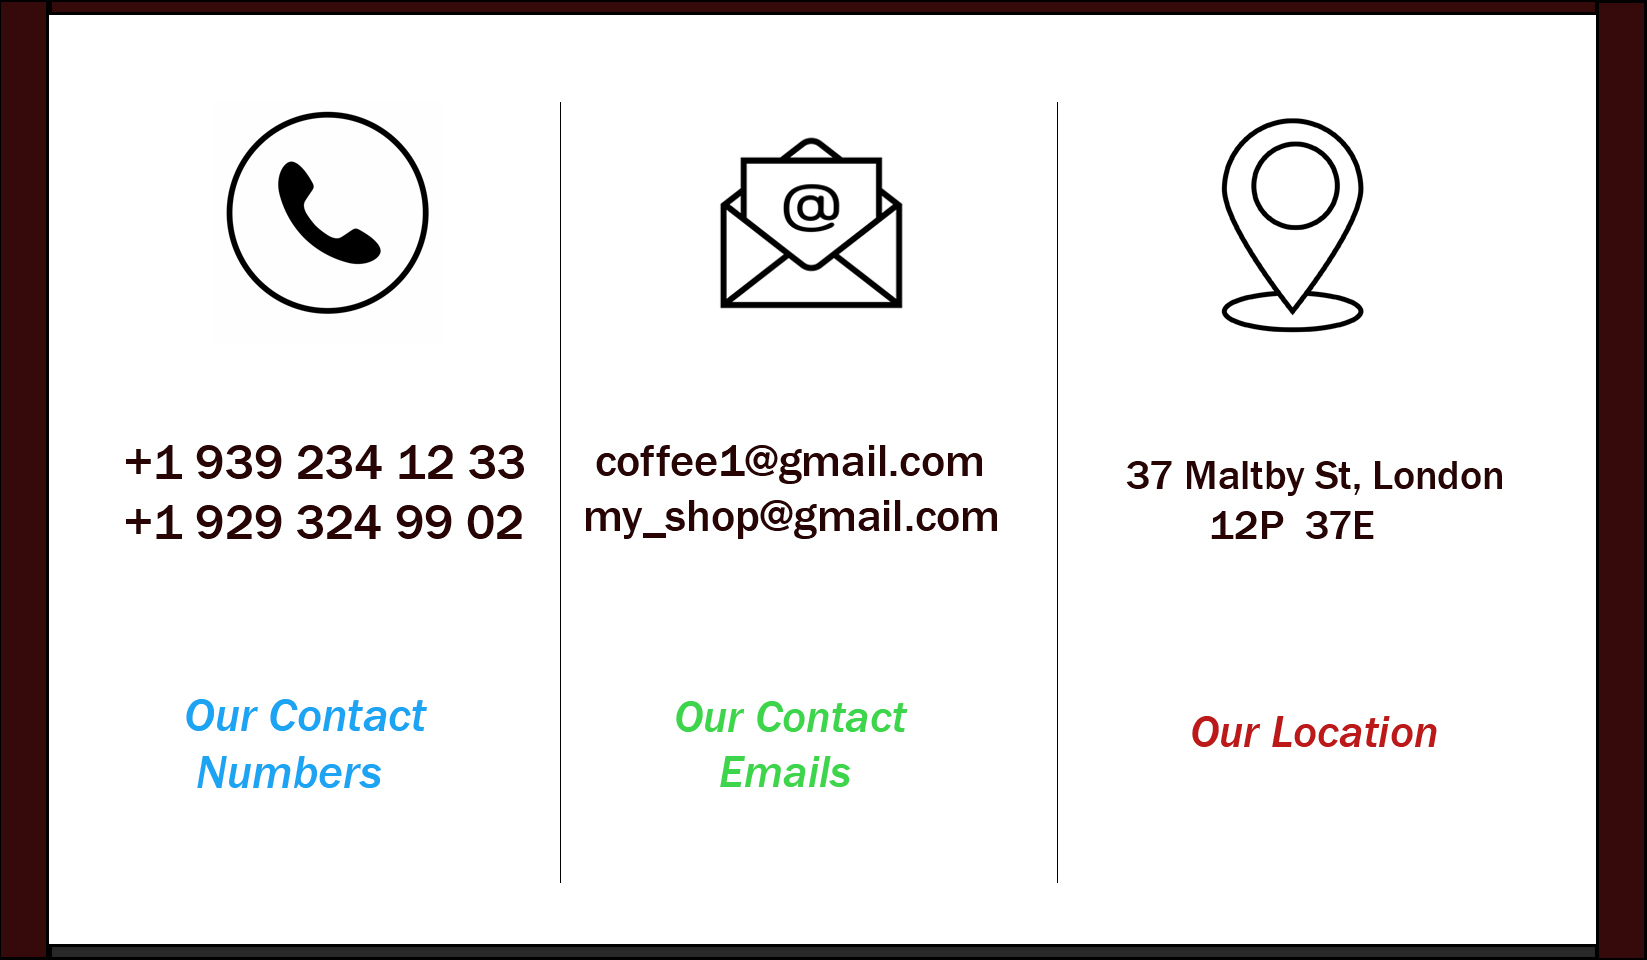 @
+1 939 234 12 33
+1 929 324 99 02
Our Contact
Numbers
coffee1@gmail.com
my_shop@gmail.com
Our Contact
Emails
37 Maltby St, London
12P 37E
Our Location